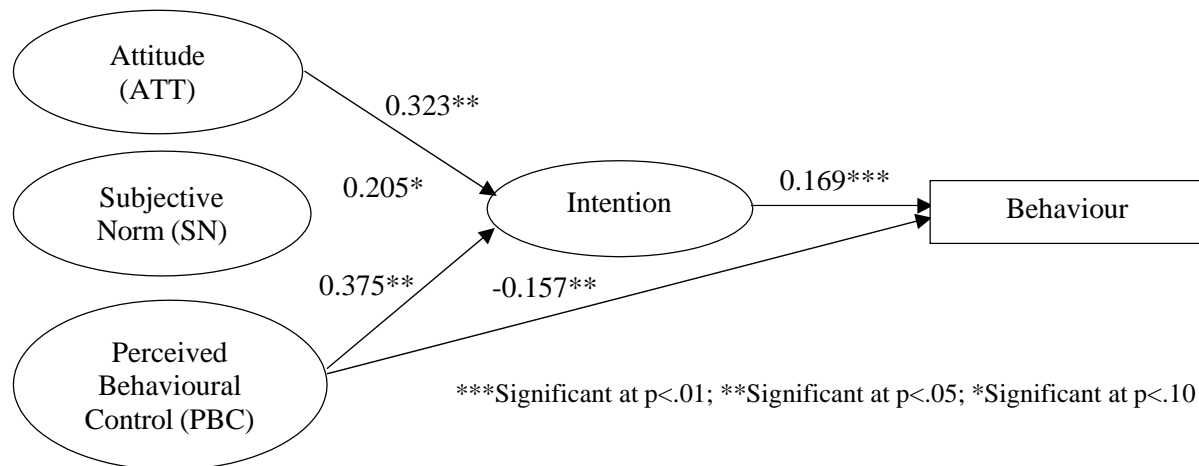 Attitude
(ATT)
0.323**
Subjective
Norm (SN)
0.205*
Intention
0.169***
Behaviour
0.375**
-0.157**
Perceived
Behavioural
Control (PBC)
***Significant at p<.01; **Significant at p<.05; *Significant at p<.10